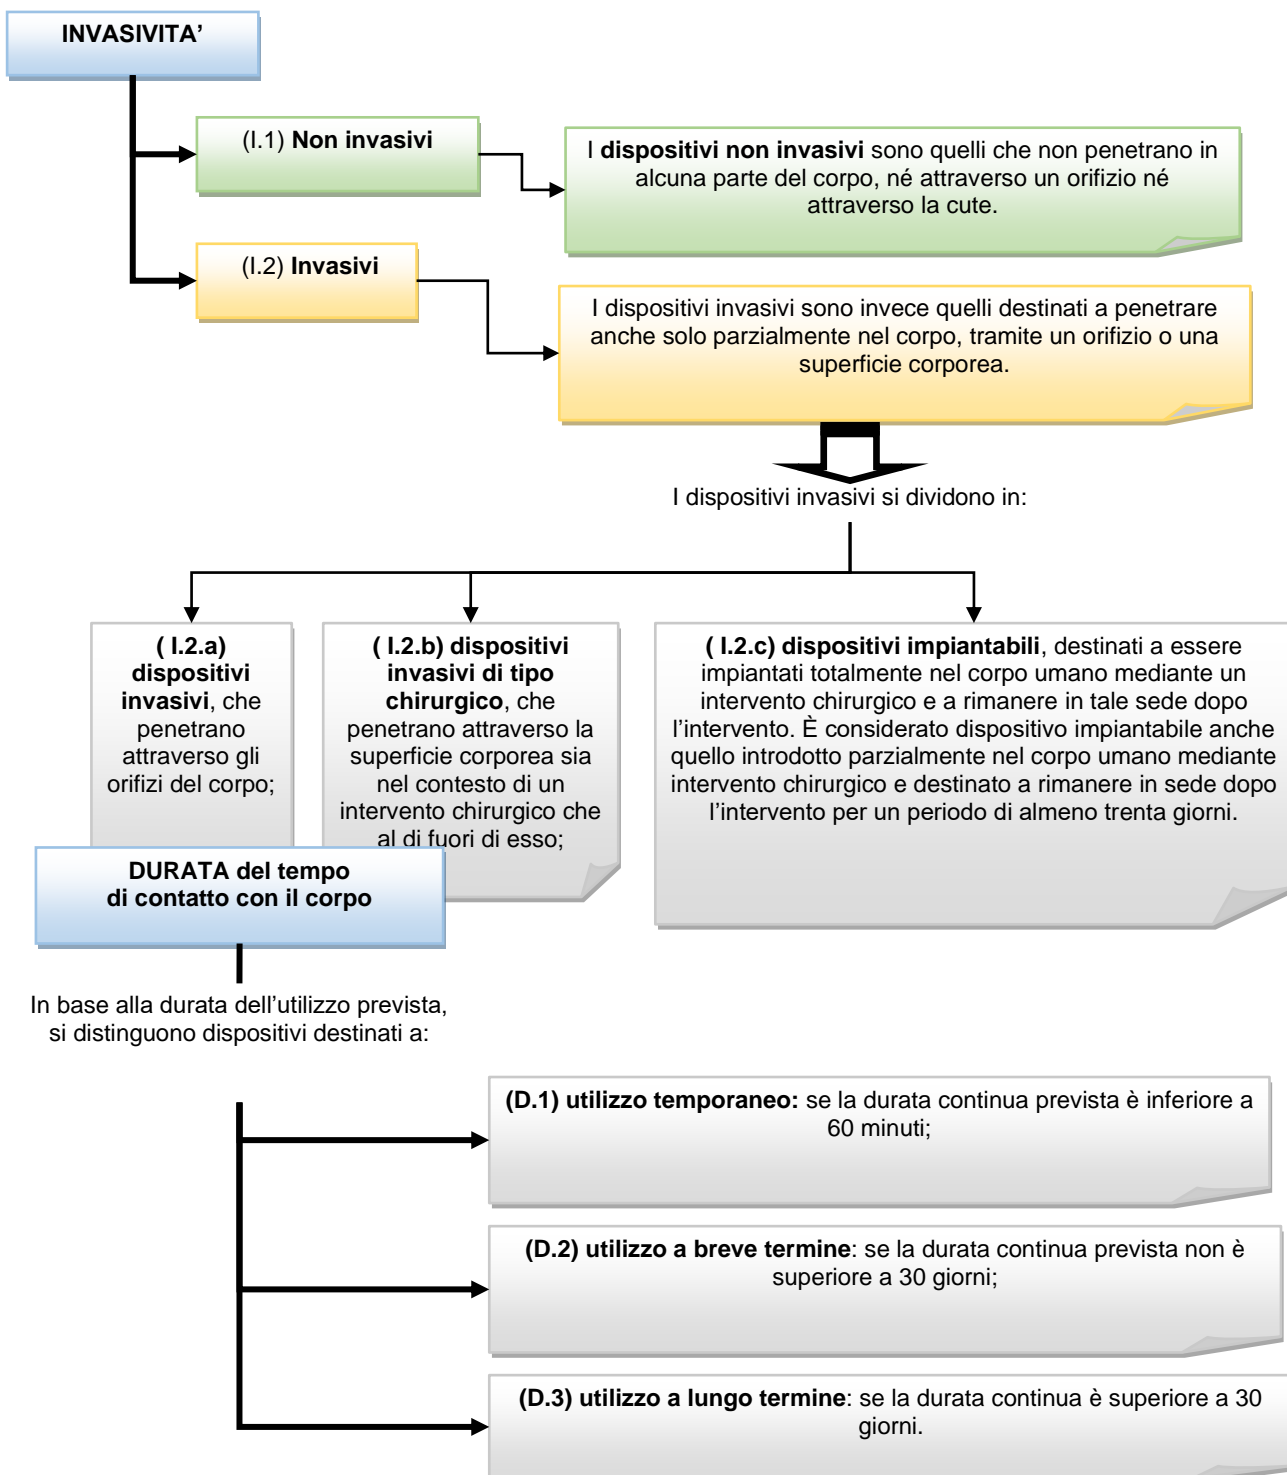 INVASIVITA’
(I.1) Non invasivi
I dispositivi non invasivi sono quelli che non penetrano in
alcuna parte del corpo, né attraverso un orifizio né
attraverso la cute.
(I.2) Invasivi
I dispositivi invasivi sono invece quelli destinati a penetrare
anche solo parzialmente nel corpo, tramite un orifizio o una
superficie corporea.
I dispositivi invasivi si dividono in:
( I.2.a)
dispositivi
invasivi, che
penetrano
attraverso gli
orifizi del corpo;
( I.2.b) dispositivi
invasivi di tipo
chirurgico, che
penetrano attraverso la
superficie corporea sia
nel contesto di un
intervento chirurgico che
al di fuori di esso;
( I.2.c) dispositivi impiantabili, destinati a essere
impiantati totalmente nel corpo umano mediante un
intervento chirurgico e a rimanere in tale sede dopo
l’intervento. È considerato dispositivo impiantabile anche
quello introdotto parzialmente nel corpo umano mediante
intervento chirurgico e destinato a rimanere in sede dopo
l’intervento per un periodo di almeno trenta giorni.
DURATA del tempo
di contatto con il corpo
In base alla durata dell’utilizzo prevista,
si distinguono dispositivi destinati a:
(D.1) utilizzo temporaneo: se la durata continua prevista è inferiore a
60 minuti;
(D.2) utilizzo a breve termine: se la durata continua prevista non è
superiore a 30 giorni;
(D.3) utilizzo a lungo termine: se la durata continua è superiore a 30
giorni.